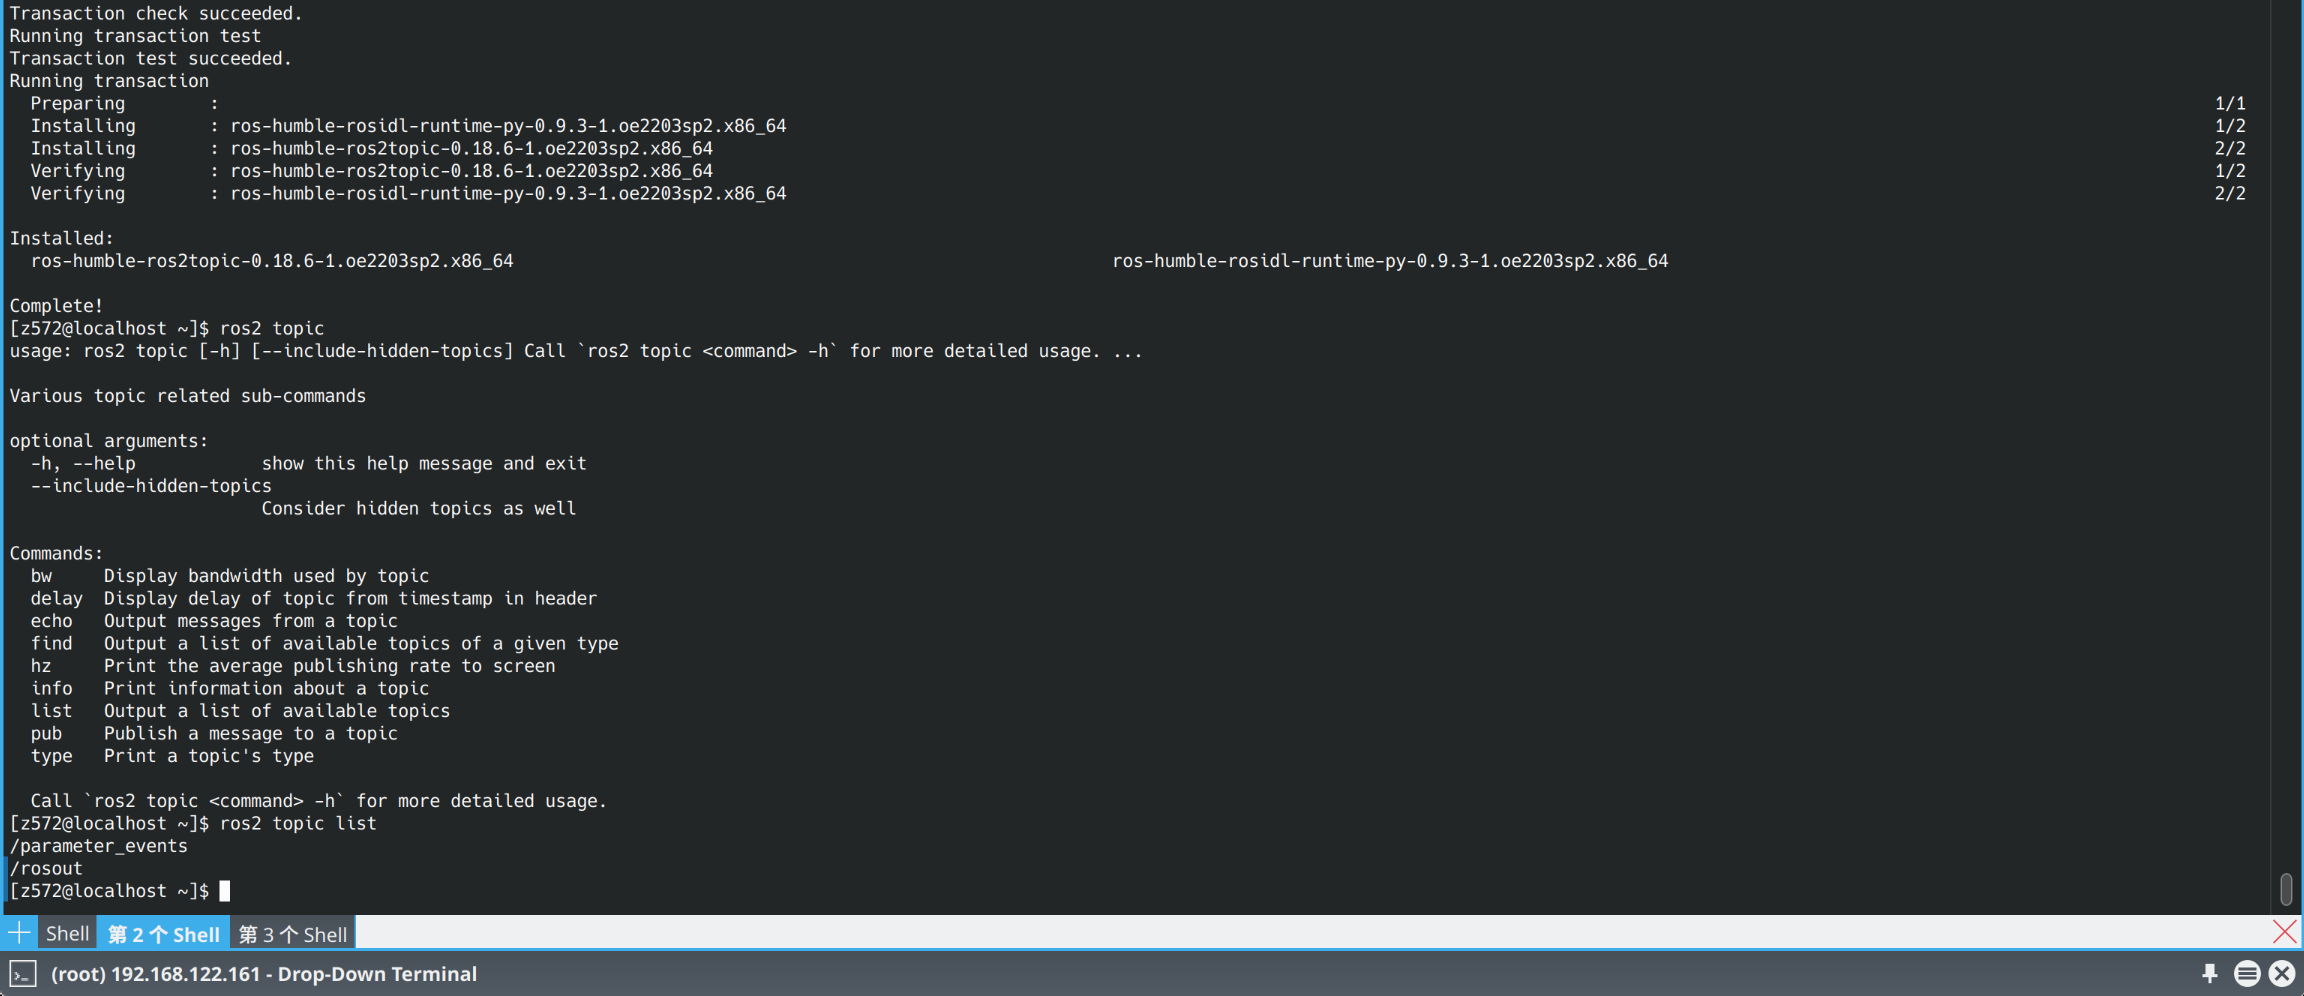 Transaction check succeeded.
Running transaction test
Transaction test succeeded.
Running transaction
  Preparing        :                                                                 1/1
  Installing       : ros-humble-rosidl-runtime-py-0.9.3-1.oe2203sp2.x86_64           1/2
  Installing       : ros-humble-ros2topic-0.18.6-1.oe2203sp2.x86_64                  2/2
  Verifying        : ros-humble-ros2topic-0.18.6-1.oe2203sp2.x86_64                  1/2
  Verifying        : ros-humble-rosidl-runtime-py-0.9.3-1.oe2203sp2.x86_64           2/2

Installed:
  ros-humble-ros2topic-0.18.6-1.oe2203sp2.x86_64          ros-humble-rosidl-runtime-py-0.9.3-1.oe2203sp2.x86_64

Complete!
[z572@localhost ~]$ ros2 topic
usage: ros2 topic [-h] [--include-hidden-topics] Call `ros2 topic <command> -h` for more detailed usage. ...

Various topic related sub-commands

optional arguments:
  -h, --help            show this help message and exit
  --include-hidden-topics
                        Consider hidden topics as well

Commands:
  bw     Display bandwidth used by topic
  delay  Display delay of topic from timestamp in header
  echo   Output messages from a topic
  find   Output a list of available topics of a given type
  hz     Print the average publishing rate to screen
  info   Print information about a topic
  list   Output a list of available topics
  pub    Publish a message to a topic
  type   Print a topic's type

  Call `ros2 topic <command> -h` for more detailed usage.
[z572@localhost ~]$ ros2 topic list
/parameter_events
/rosout
[z572@localhost ~]$
Shell 第 2 个 Shell 第 3 个 Shell
(root) 192.168.122.161 - Drop-Down Terminal